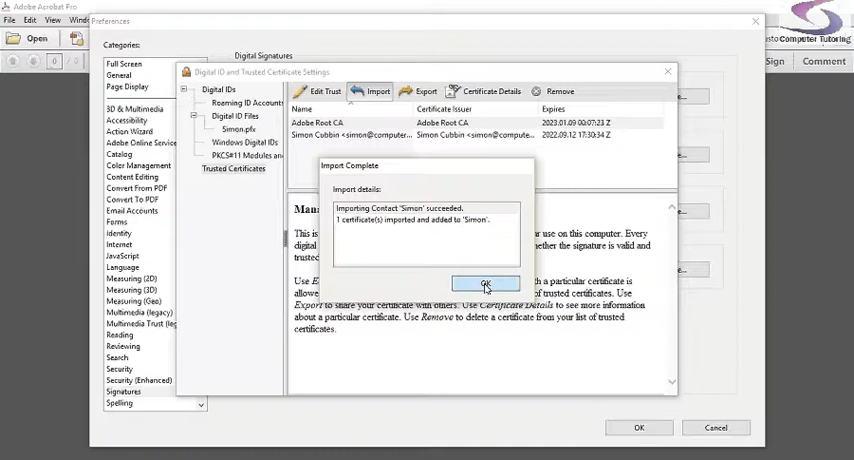 Adobe Acrobat Pro
File Edit View
Preferences
Open
Categories:
Digital Signatures
Computer Tutoring
Sign Comment
0 / 0
Full Screen
General
Page Display
3D & Multimedia
Accessibility
Action Wizard
Adobe Online Service
Catalog
Color Management
Content Editing
Convert From PDF
Convert To PDF
Forms
Identity
Internet
JavaScript
Language
Measuring (2D)
Measuring (3D)
Measuring (Geo)
Multimedia (legacy)
Multimedia Trust (leg
Reading
Reviewing
Search
Security
Security (Enhanced)
Signatures
Spelling
Digital ID and Trusted Certificate Settings
Digital IDs
Roaming ID Accounts
Digital ID Files
Simon.pfx
Windows Digital IDs
PKCS#11 Modules and
Trusted Certificates
Edit Trust Import Export Certificate Details Remove
Name Certificate Issuer Expires
Adobe Root CA Adobe Root CA 2023.01.09 00:07:23 Z
Simon Cubbin <simon@computer... Simon Cubbin <simon@compute... 2022.09.12 17:30:34 Z
Import Complete
Import details:
Importing Contact 'Simon' succeeded.
1 certificate(s) imported and added to 'Simon'.
OK
This is r use on this computer. Every
digital hether the signature is valid and
trusted
Use th a particular certificate is
allowe of trusted certificates. Use
Export to share your certificate with others. Use Certificate Details to see more information
about a particular certificate. Use Remove to delete a certificate from your list of trusted
certificates.
OK Cancel